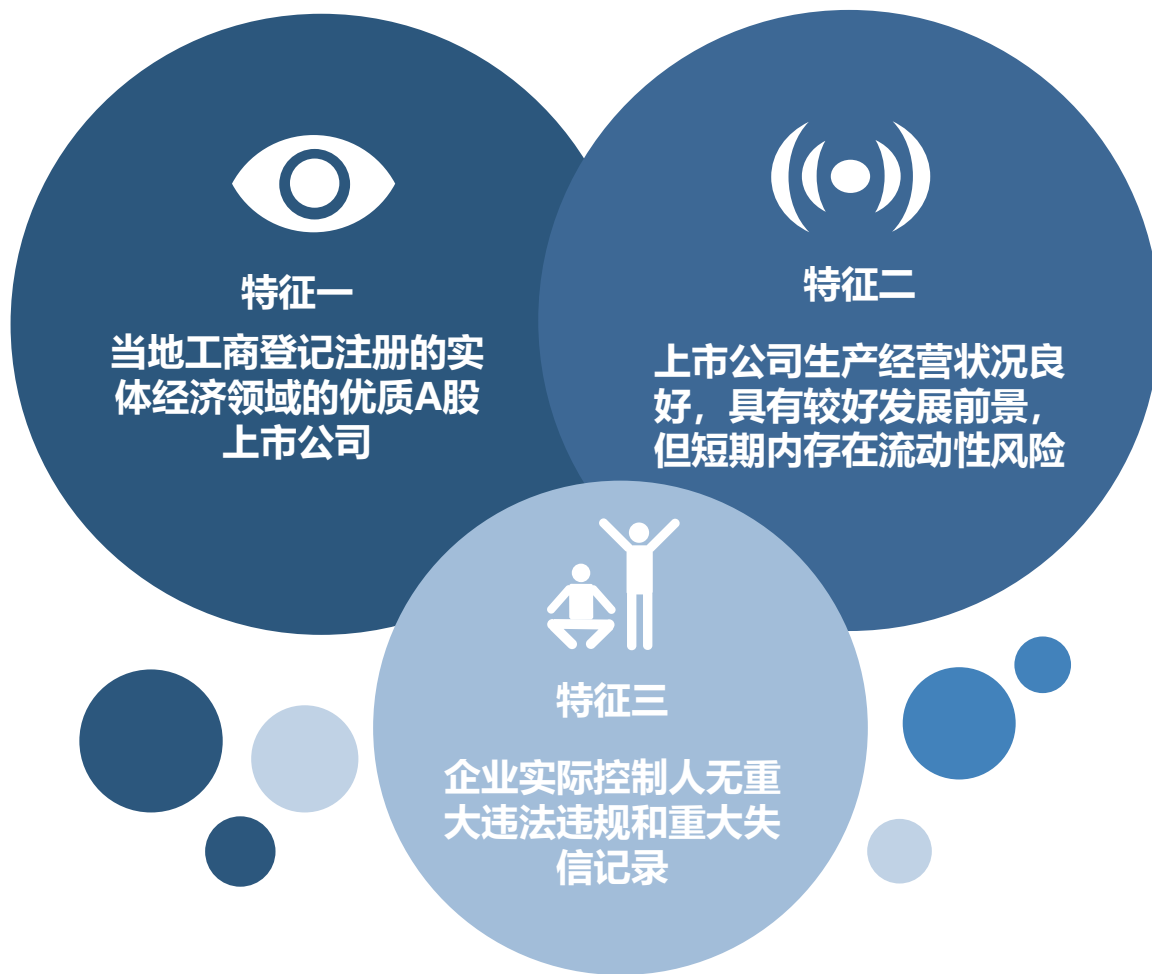 特征一
当地工商登记注册的实
体经济领域的优质A股
上市公司
特征二
上市公司生产经营状况良
好，具有较好发展前景，
但短期内存在流动性风险
特征三
企业实际控制人无重
大违法违规和重大失
信记录